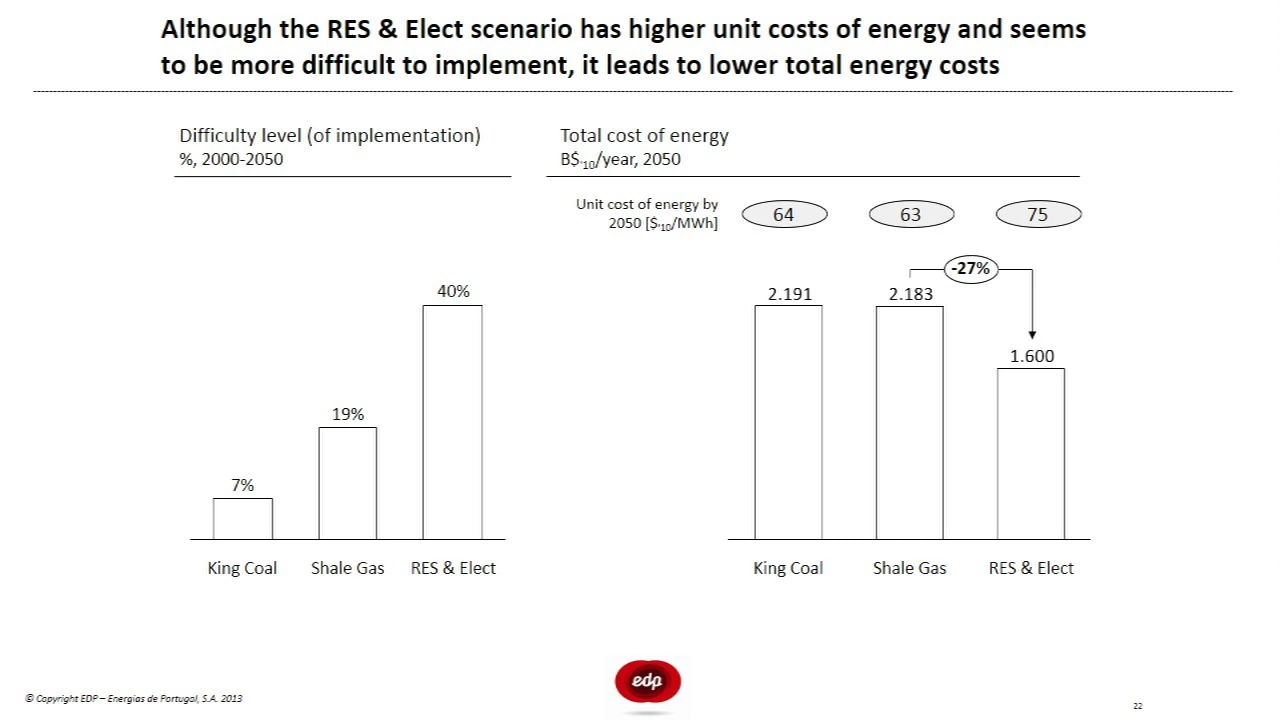 Although the RES & Elect scenario has higher unit costs of energy and seems
to be more difficult to implement, it leads to lower total energy costs
Difficulty level (of implementation)
%, 2000-2050
Total cost of energy
B$'10/year, 2050
Unit cost of energy by
2050 [$'10/MWh]
64
63
75
-27%
40%
19%
7%
King Coal
Shale Gas
RES & Elect
2.191
2.183
1.600
King Coal
Shale Gas
RES & Elect
edp
© Copyright EDP – Energias de Portugal, S.A. 2013
22